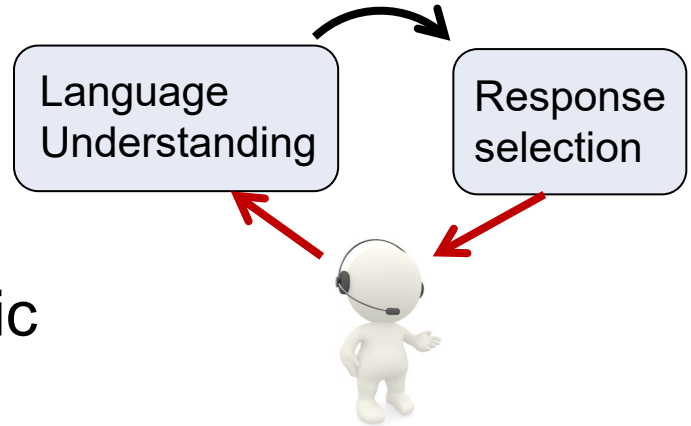 Language
Understanding
Response
selection
ic